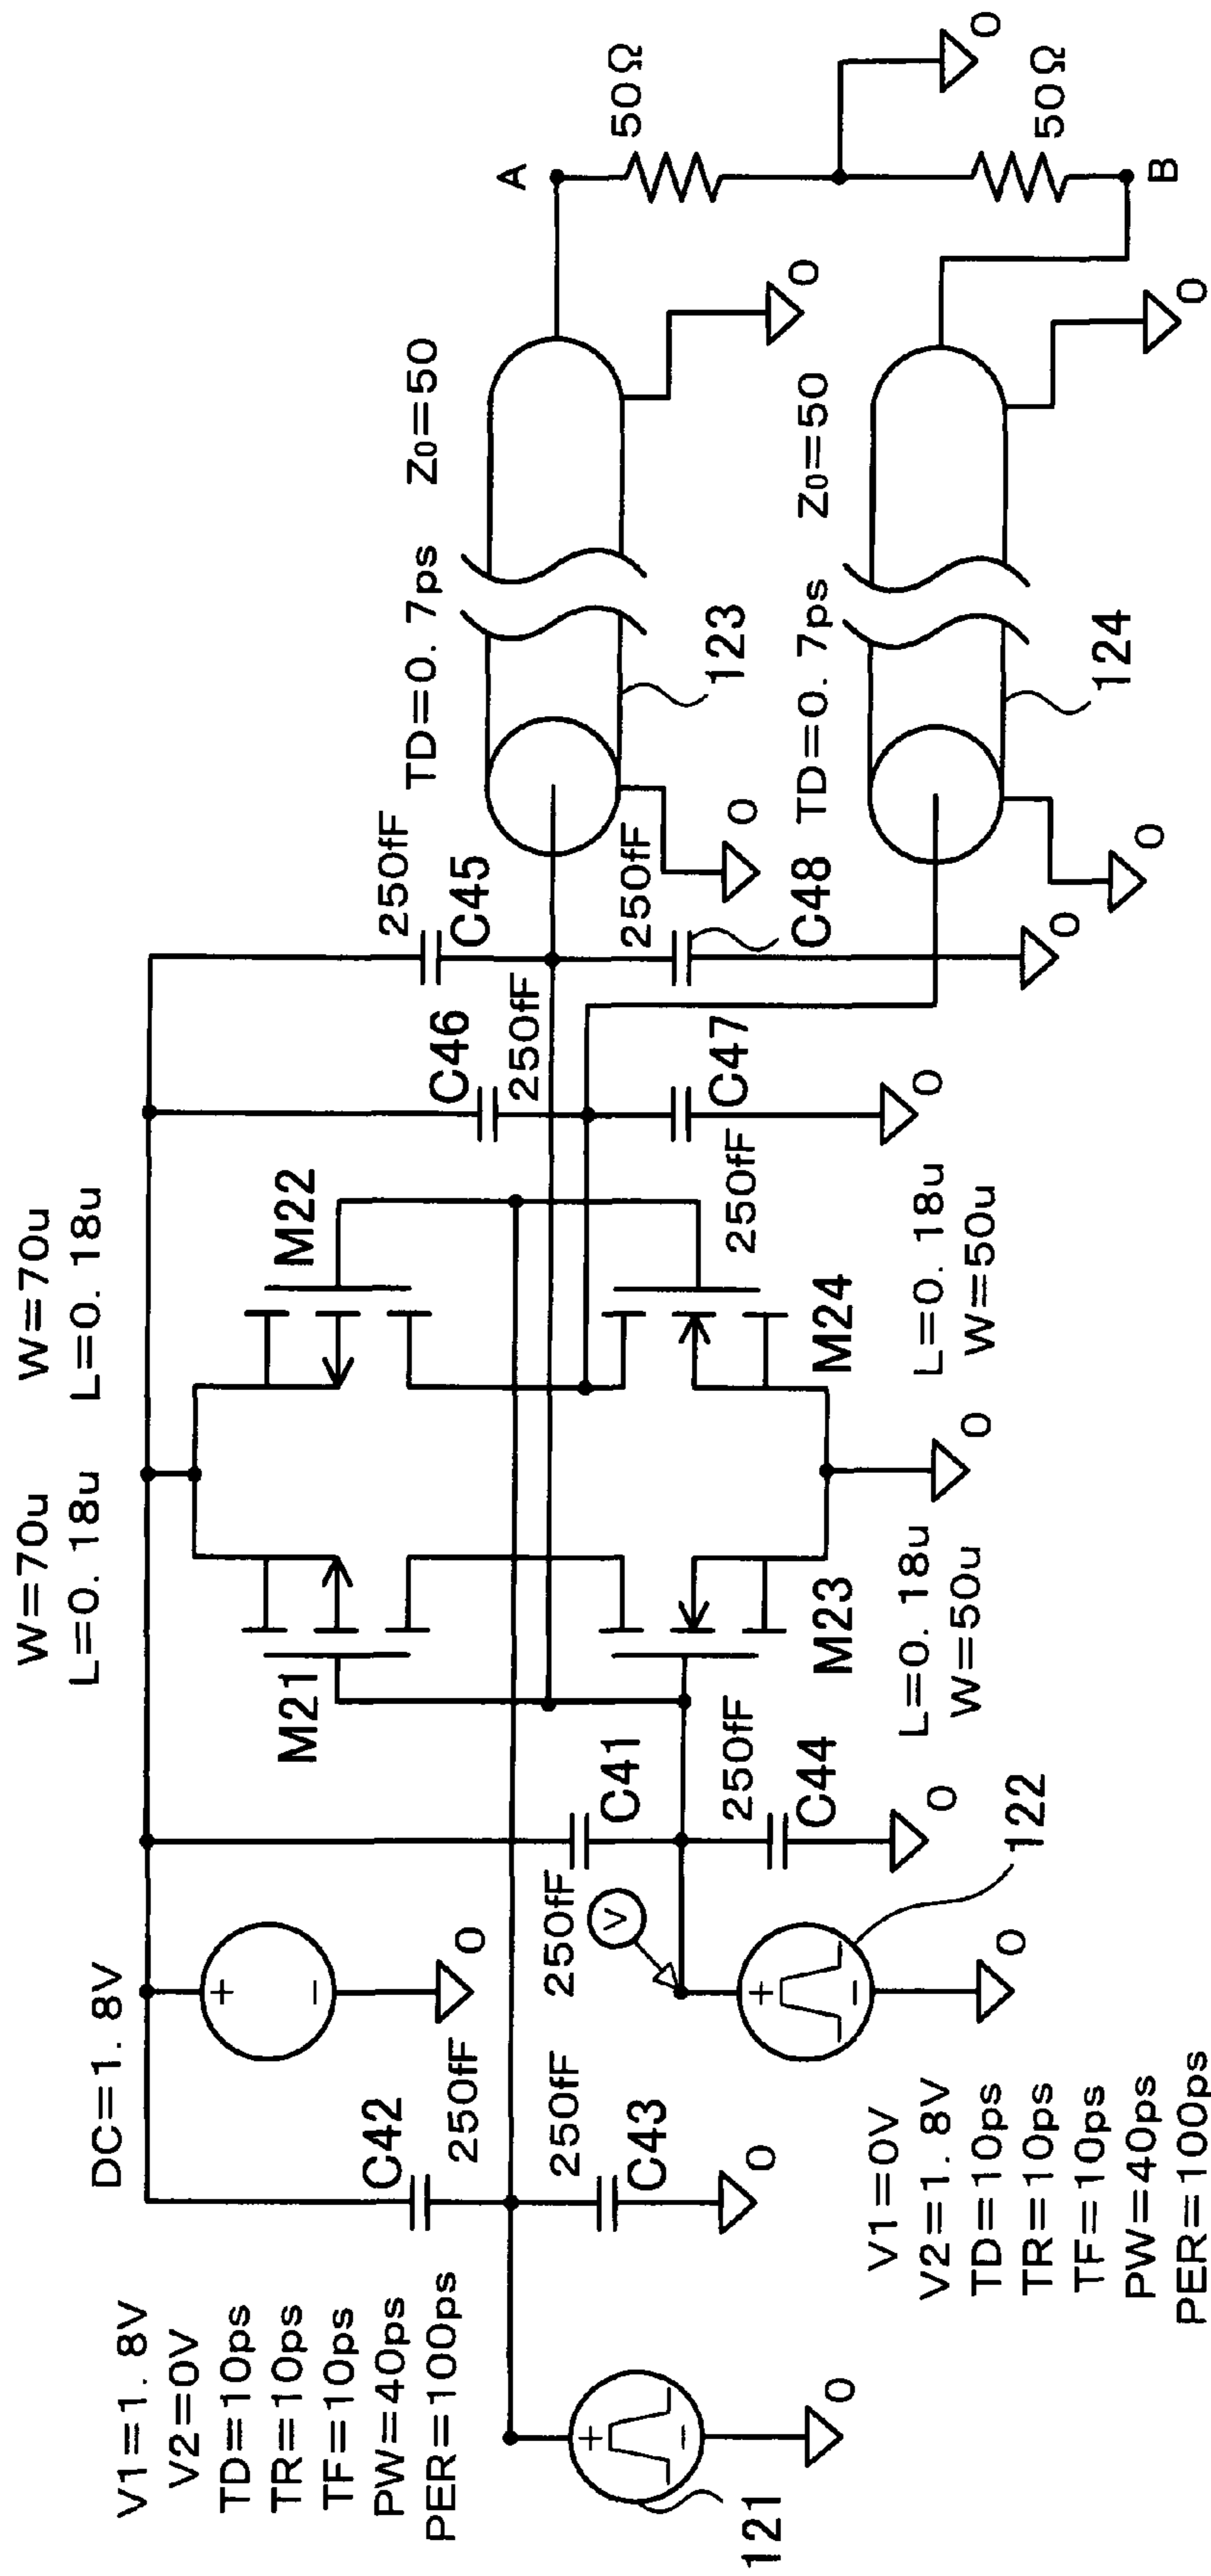 V1=1. 8V
V2=0V
TD=10ps
TR=10ps
TF=10ps
PW=40ps
PER=100ps
121
0
DC=1. 8V
+
−
0
C42
250fF
250fF
C43
0
+
−
V
+
−
122
0
V1=0V
V2=1. 8V
TD=10ps
TR=10ps
TF=10ps
PW=40ps
PER=100ps
250fF
C41
250fF
C44
0
W=70u
L=0. 18u
M21
M23
L=0. 18u
W=50u
0
W=70u
L=0. 18u
M22
M24
L=0. 18u
W=50u
C46
250fF
C47
250fF
0
250fF
C45
250fF
C48
0
TD=0. 7ps
Z0=50
123
0
0
TD=0. 7ps
Z0=50
124
0
0
A
50Ω
50Ω
B
0